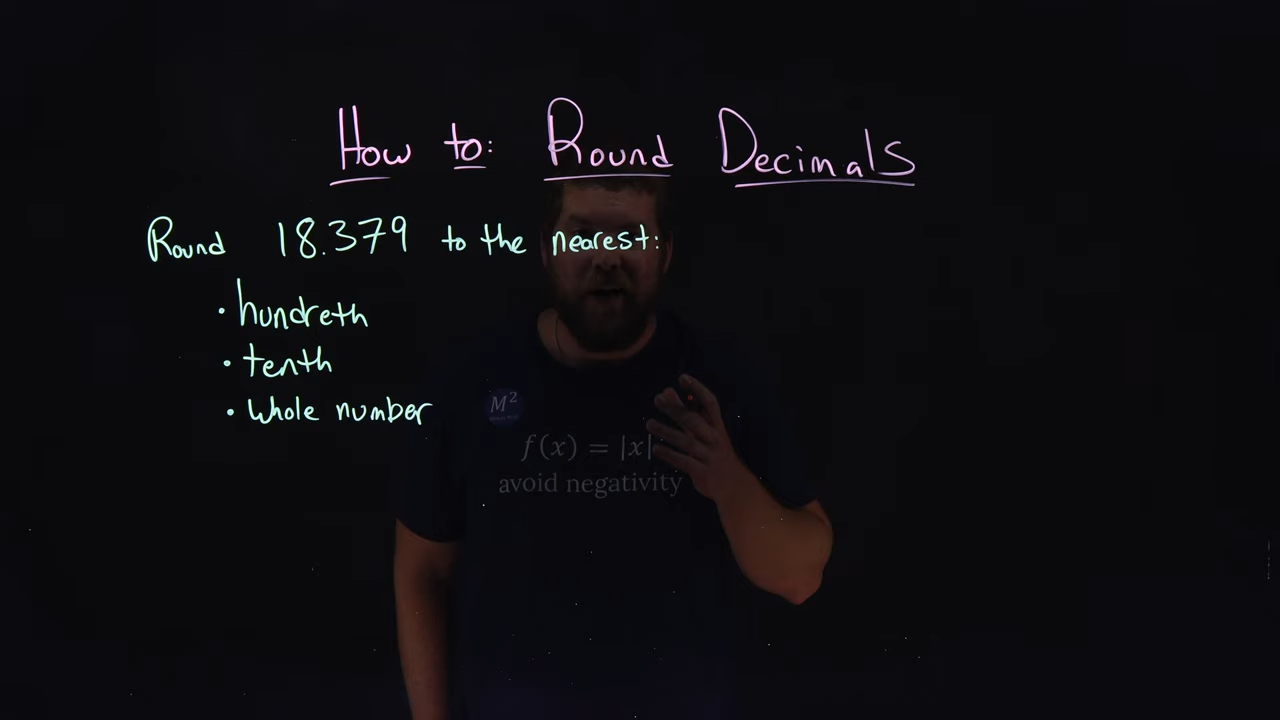 How to: Round Decimals
Round 18.379 to the nearest:
• hundreth
• tenth
• Whole number
M²
f(x) = |x|
avoid negativity